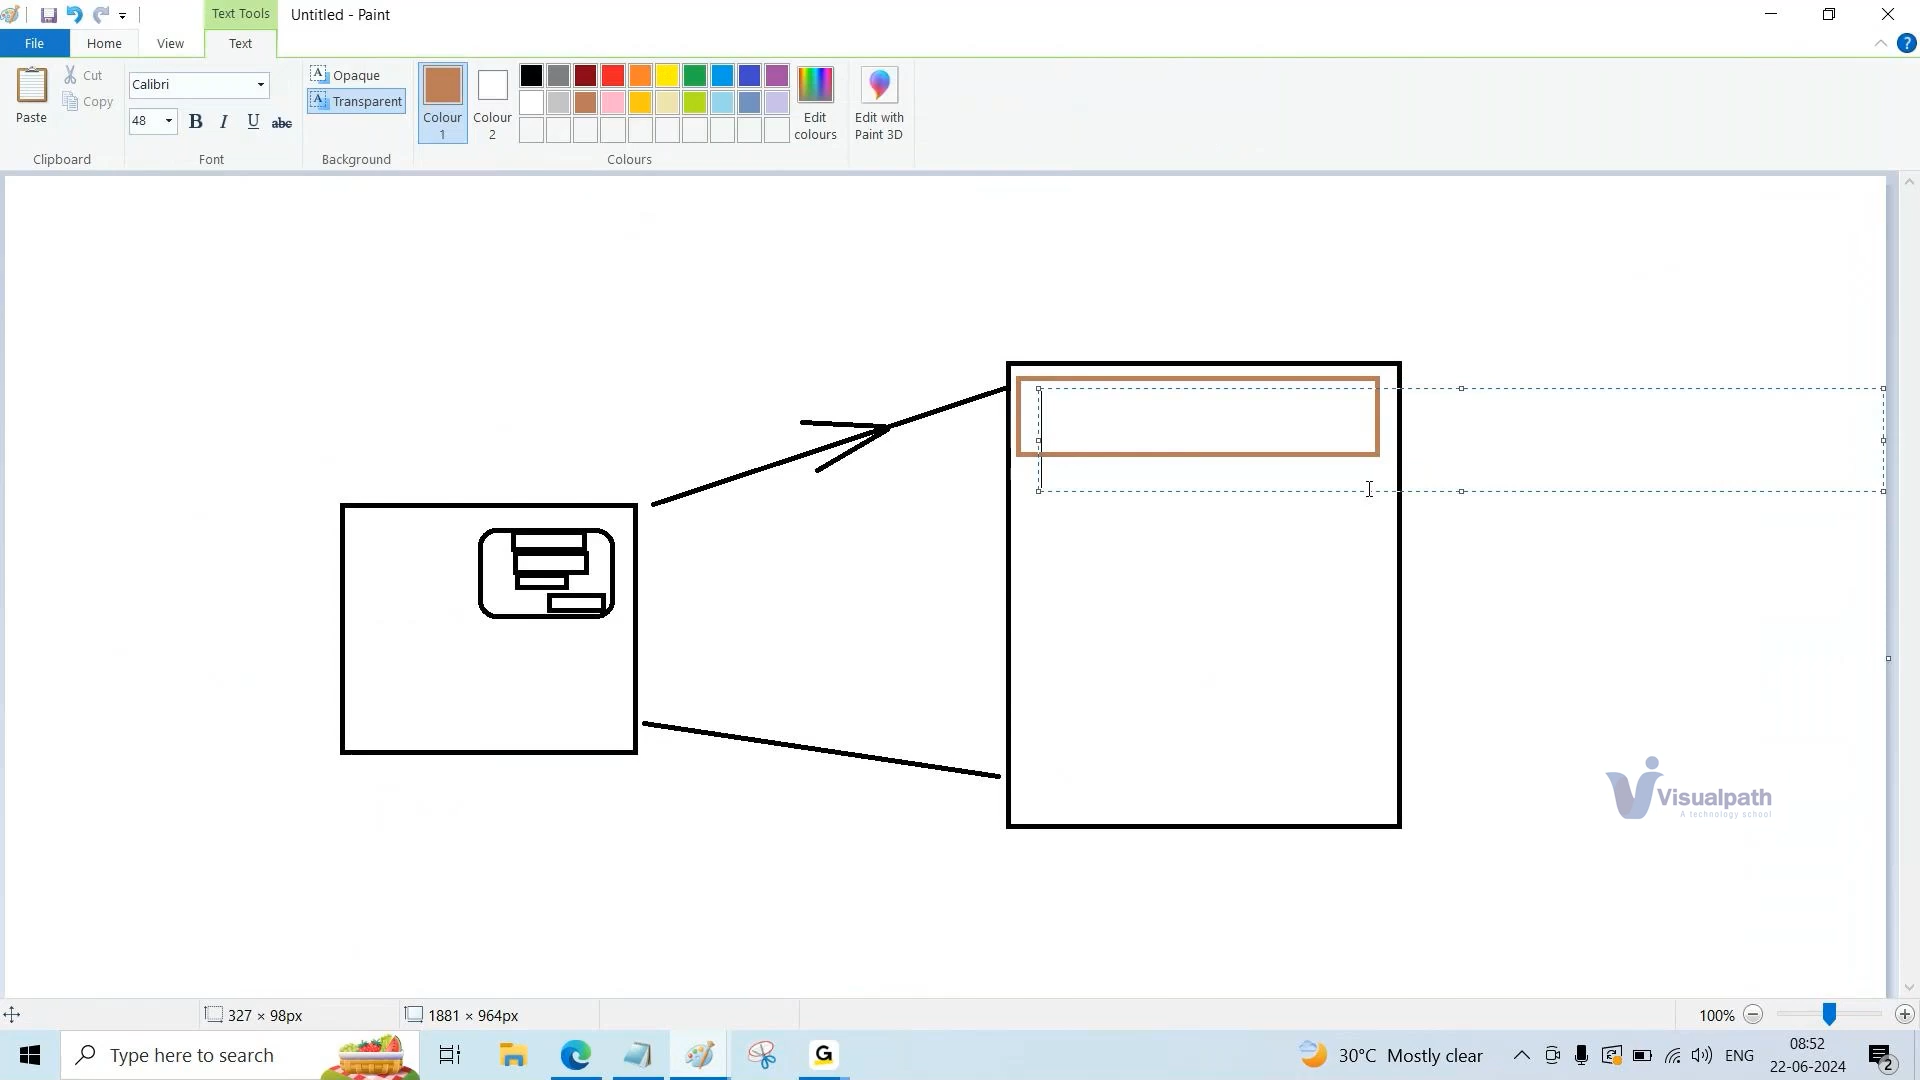 Text Tools
Untitled - Paint
File
Home
View
Text
Paste
Cut
Copy
Clipboard
Calibri
48
B I U abc
Font
Opaque
Transparent
Background
Colour 1
Colour 2
Edit colours
Edit with Paint 3D
Colours
Visualpath
A technology school
327 × 98px
1881 × 964px
100%
Type here to search
30°C Mostly clear
ENG
08:52
22-06-2024
2